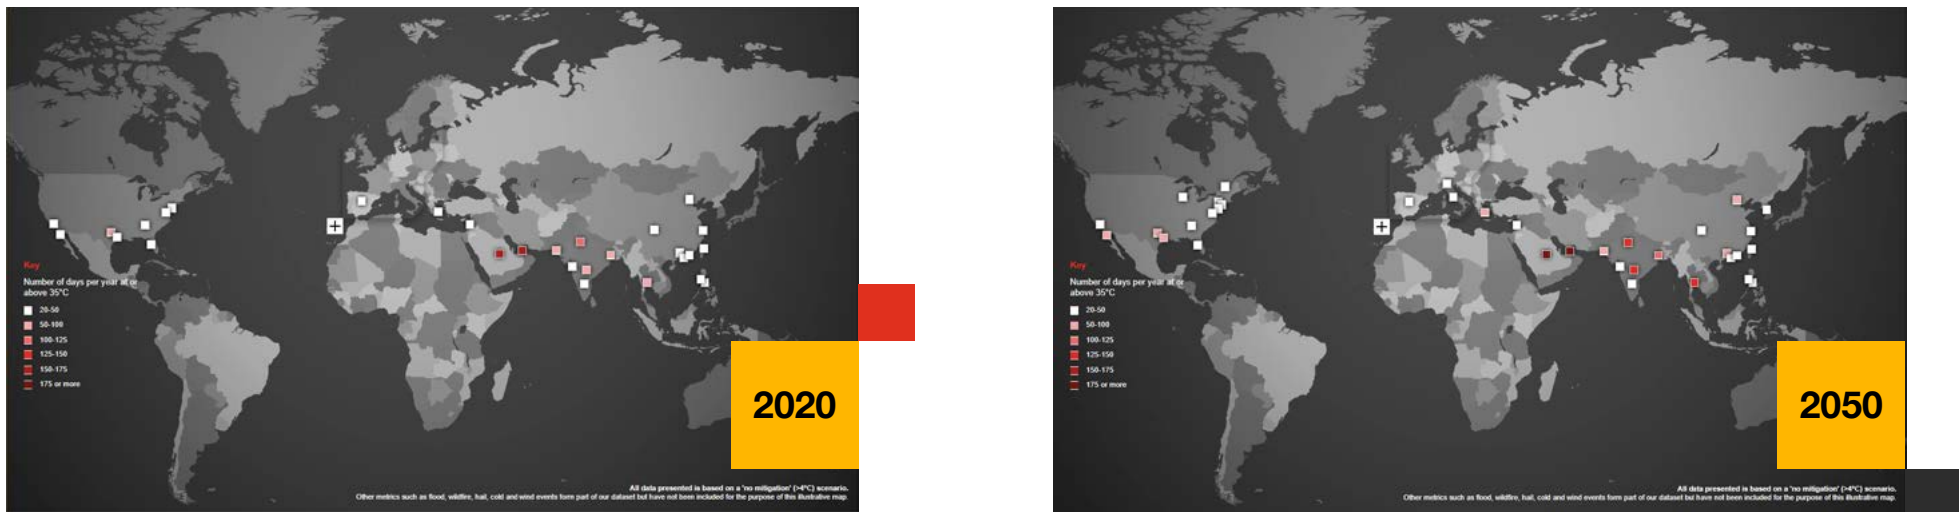 Key
Number of days per year at or
above 35°C
20-50
50-100
100-125
125-150
150-175
175 or more
2020
All data presented is based on a 'no mitigation' (>4°C) scenario.
Other metrics such as flood, wildfire, hail, cold and wind events form part of our dataset but have not been included for the purpose of this illustrative map.
Key
Number of days per year at or
above 35°C
20-50
50-100
100-125
125-150
150-175
175 or more
2050
All data presented is based on a 'no mitigation' (>4°C) scenario.
Other metrics such as flood, wildfire, hail, cold and wind events form part of our dataset but have not been included for the purpose of this illustrative map.